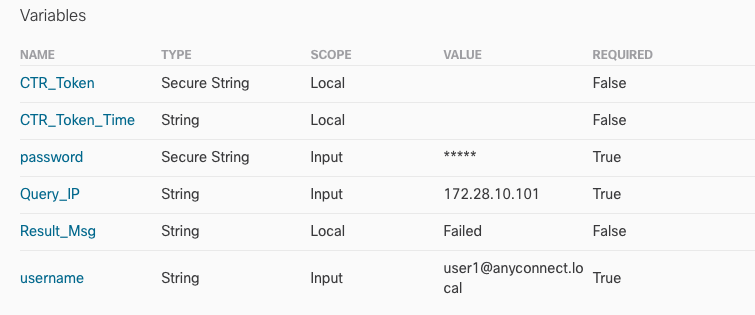 Variables
NAME TYPE SCOPE VALUE REQUIRED
CTR_Token Secure String Local False
CTR_Token_Time String Local False
password Secure String Input ***** True
Query_IP String Input 172.28.10.101 True
Result_Msg String Local Failed False
username String Input user1@anyconnect.lo True
cal